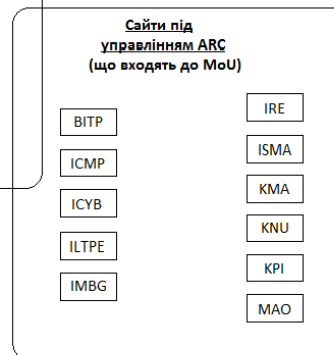 Сайти під
управлінням ARC
(що входять до MoU)
BITP
ICMP
ICYB
ILTPE
IMBG
IRE
ISMA
KMA
KNU
KPI
MAO